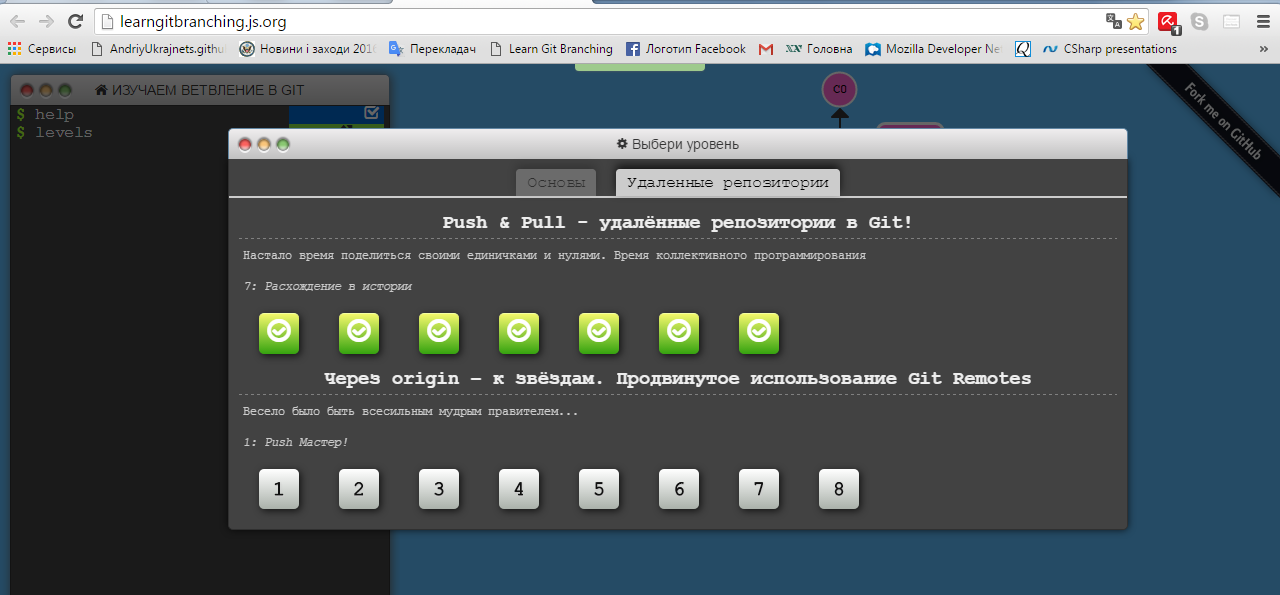 learngitbranching.js.org
Сервисы AndriyUkrajnets.githu Новини і заходи 201 Перекладач Learn Git Branching Логотип Facebook Головна Mozilla Developer Ne CSharp presentations »
ИЗУЧАЕМ ВЕТВЛЕНИЕ В GIT
$ help
$ levels
C0
Fork me on GitHub
Выбери уровень
Основы Удаленные репозитории
Push & Pull - удалённые репозитории в Git!
Настало время поделиться своими единичками и нулями. Время коллективного программирования
7: Расхождение в истории
Через origin – к звёздам. Продвинутое использование Git Remotes
Весело было быть всесильным мудрым правителем...
1: Push Мастер!
1 2 3 4 5 6 7 8